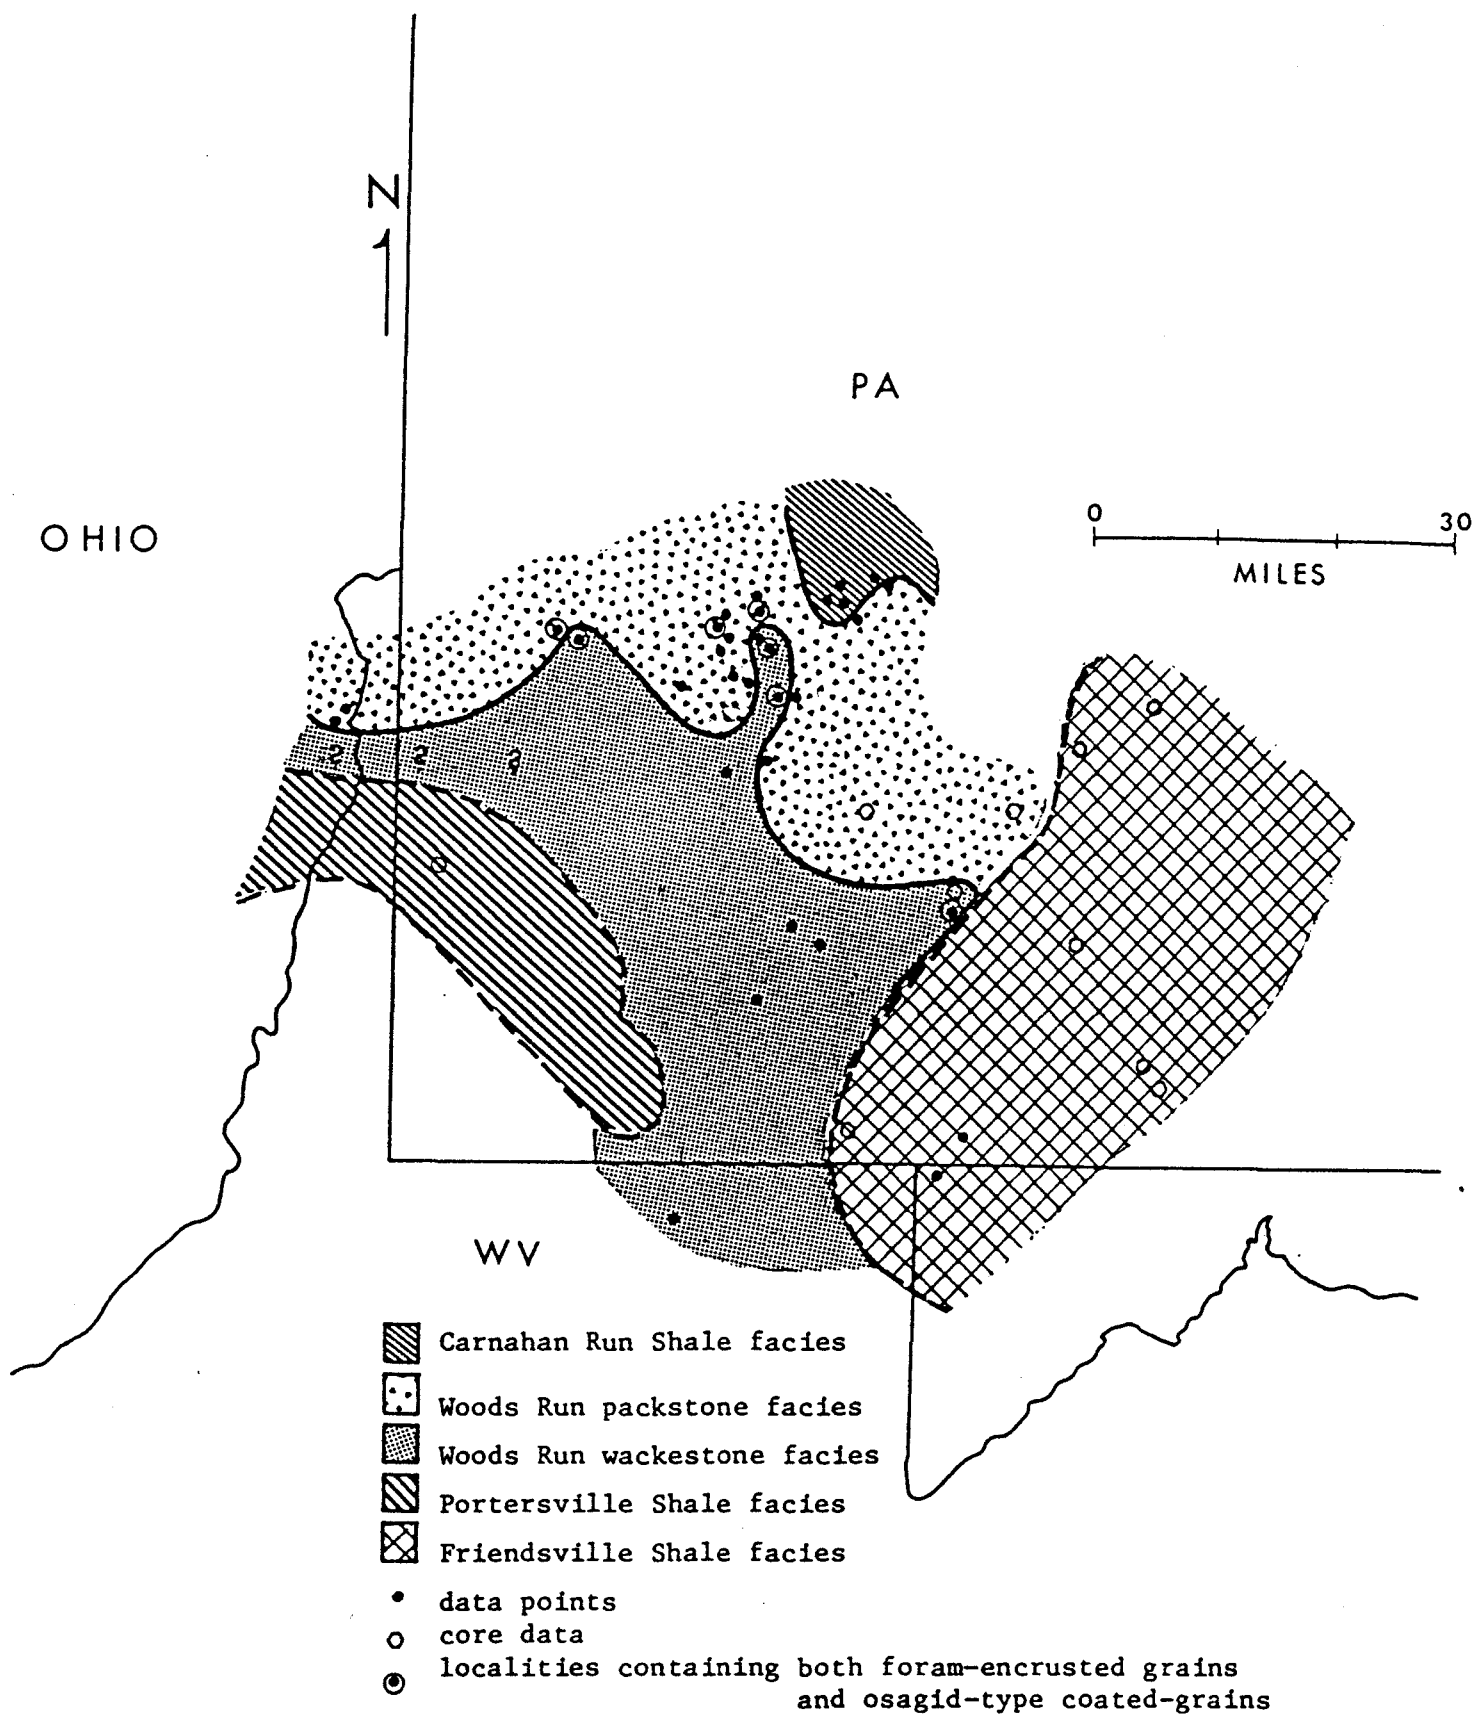 N
PA
OHIO
0 30
MILES
? ? ?
WV
Carnahan Run Shale facies
Woods Run packstone facies
Woods Run wackestone facies
Portersville Shale facies
Friendsville Shale facies
data points
core data
localities containing both foram-encrusted grains
and osagid-type coated-grains